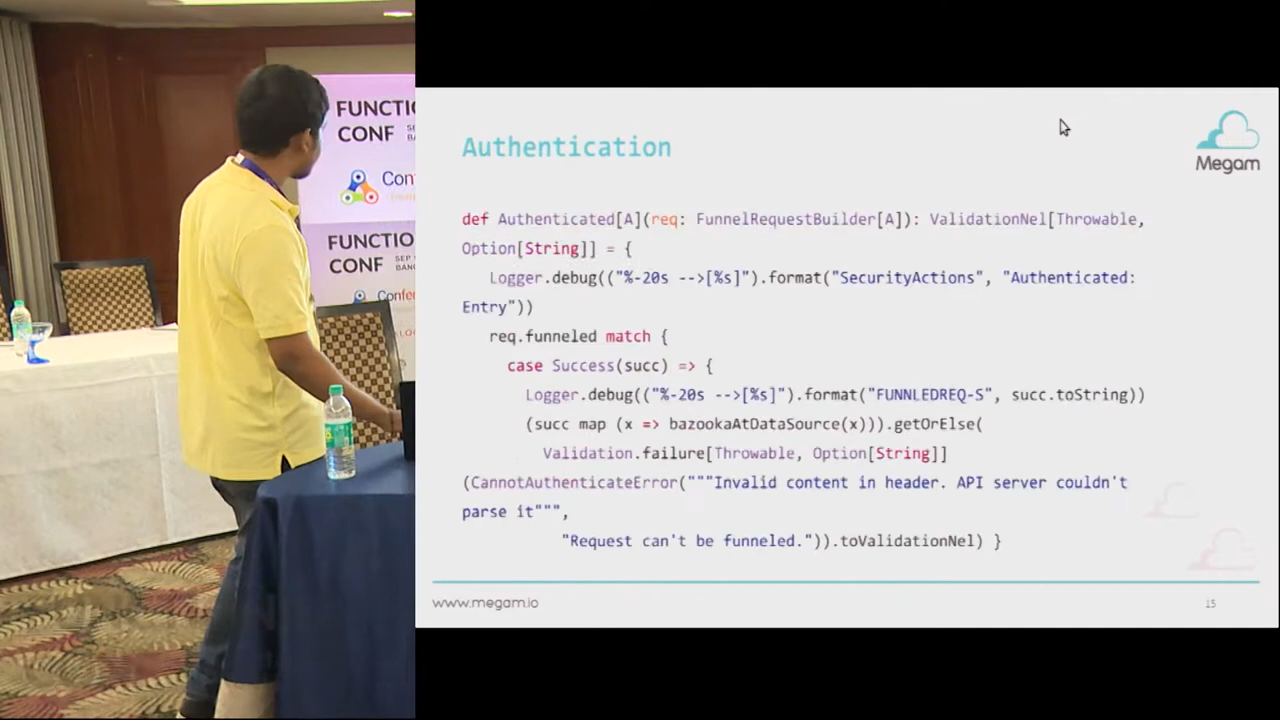 FUNCTIO
CONF
Con
FUNCTIO
CONF
SEP
Confe
Authentication
Megam
def Authenticated[A](req: FunnelRequestBuilder[A]): ValidationNel[Throwable,
Option[String]] = {
Logger.debug(("%-20s -->[%s]").format("SecurityActions", "Authenticated:
Entry"))
req.funneled match {
case Success(succ) => {
Logger.debug(("%-20s -->[%s]").format("FUNNLEDREQ-S", succ.toString))
(succ map (x => bazookaAtDataSource(x))).getOrElse(
Validation.failure[Throwable, Option[String]]
(CannotAuthenticateError("""Invalid content in header. API server couldn't
parse it""",
"Request can't be funneled.")).toValidationNel) }
www.megam.io
15